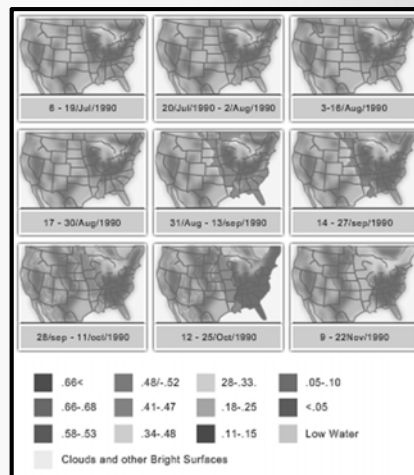 6 - 19/Jul/1990
20/Jul/1990 - 2/Aug/1990
3-16/Aug/1990
17 - 30/Aug/1990
31/Aug - 13/sep/1990
14 - 27/sep/1990
28/sep - 11/oct/1990
12 - 25/Oct/1990
9 - 22Nov/1990
.66<
.48/-.52
28-.33.
.05-.10
.66-.68
.41-.47
.18-.25
<.05
.58-.53
.34-.48
.11-.15
Low Water
Clouds and other Bright Surfaces